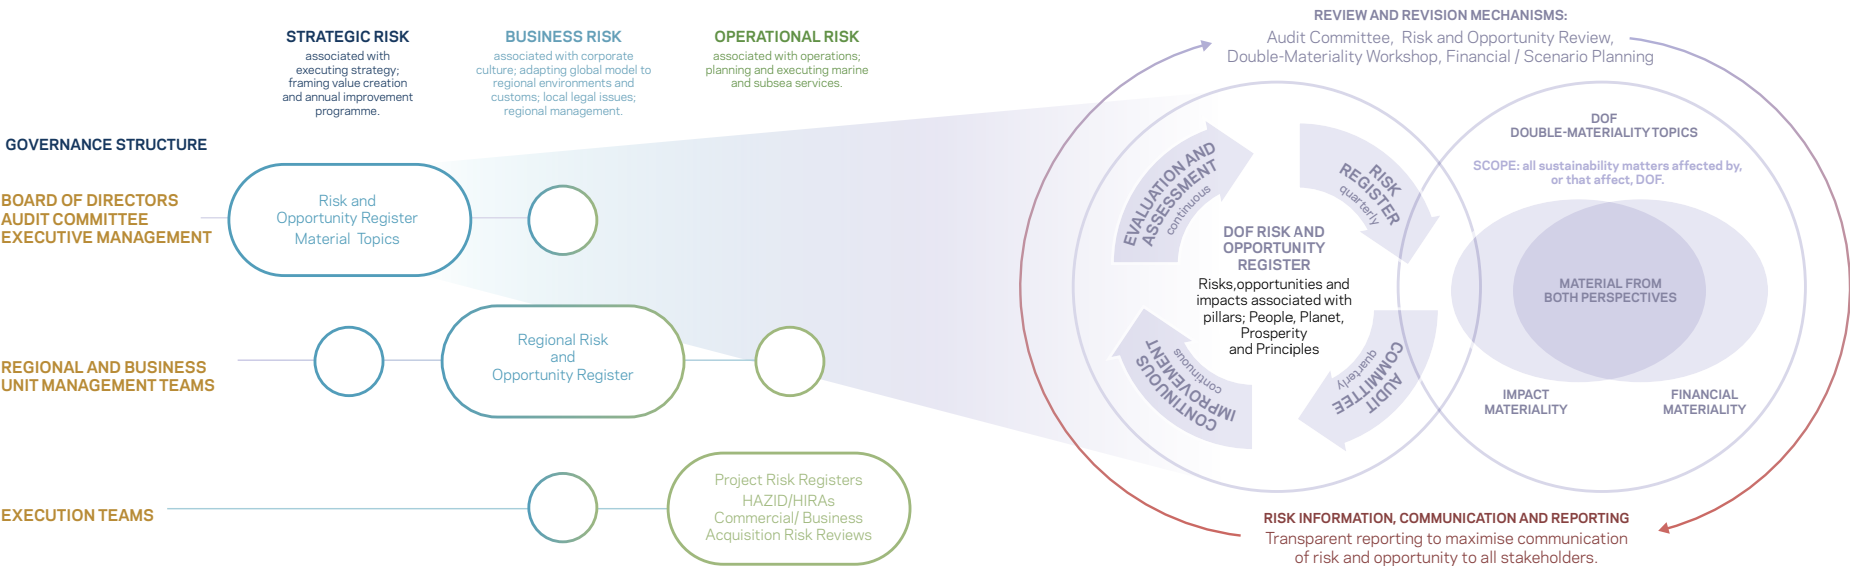 STRATEGIC RISK
associated with
executing strategy;
framing value creation
and annual improvement
programme.
BUSINESS RISK
associated with corporate
culture; adapting global model to
regional environments and
customs; local legal issues;
regional management.
OPERATIONAL RISK
associated with operations;
planning and executing marine
and subsea services.
GOVERNANCE STRUCTURE
BOARD OF DIRECTORS
AUDIT COMMITTEE
EXECUTIVE MANAGEMENT
Risk and
Opportunity Register
Material Topics
REGIONAL AND BUSINESS
UNIT MANAGEMENT TEAMS
Regional Risk
and
Opportunity Register
EXECUTION TEAMS
Project Risk Registers
HAZID/HIRAs
Commercial/ Business
Acquisition Risk Reviews
REVIEW AND REVISION MECHANISMS:
Audit Committee, Risk and Opportunity Review,
Double-Materiality Workshop, Financial / Scenario Planning
EVALUATION AND
ASSESSMENT
continuous
RISK
REGISTER
quarterly
AUDIT
COMMITTEE
quarterly
CONTINUOUS
IMPROVEMENT
continuous
DOF RISK AND
OPPORTUNITY
REGISTER
Risks,opportunities and
impacts associated with
pillars; People, Planet,
Prosperity
and Principles
DOF
DOUBLE-MATERIALITY TOPICS
SCOPE: all sustainability matters affected by,
or that affect, DOF.
MATERIAL FROM
BOTH PERSPECTIVES
IMPACT
MATERIALITY
FINANCIAL
MATERIALITY
RISK INFORMATION, COMMUNICATION AND REPORTING
Transparent reporting to maximise communication
of risk and opportunity to all stakeholders.